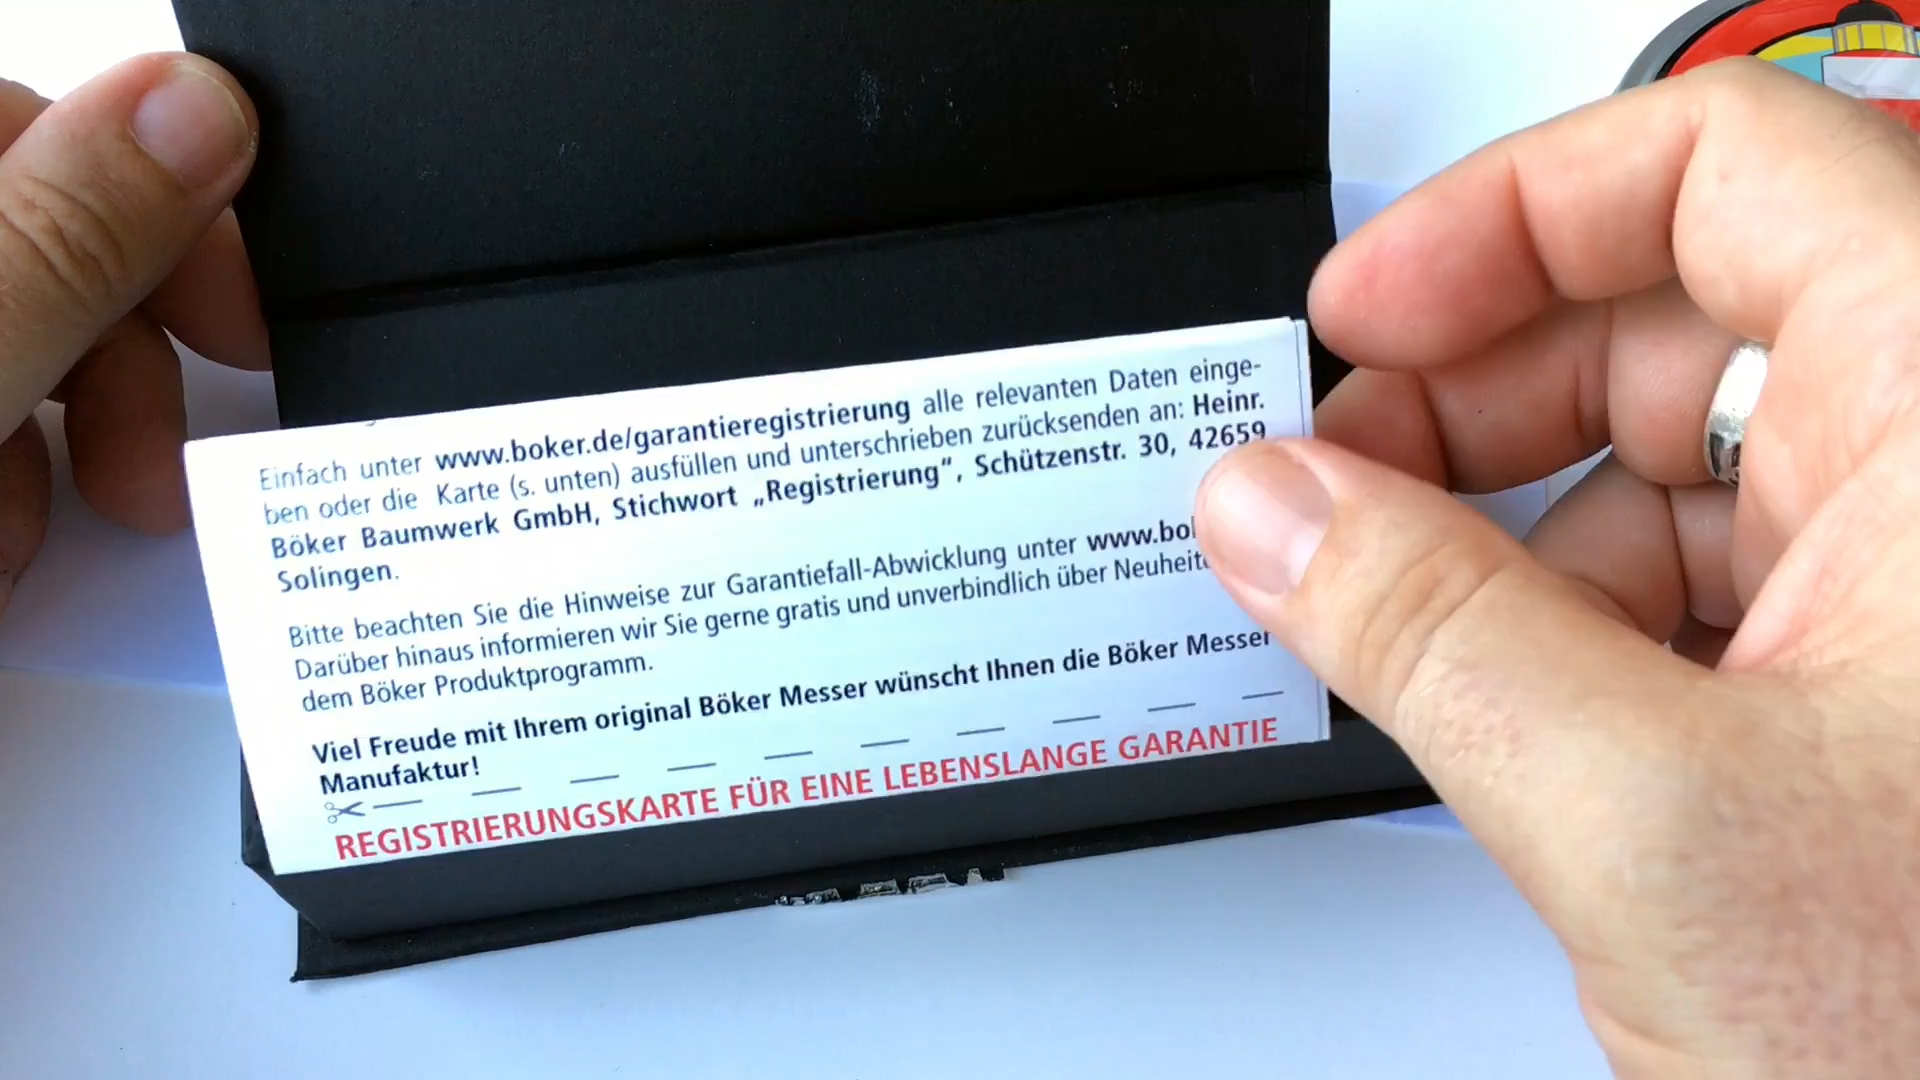 Einfach unter www.boker.de/garantieregistrierung alle relevanten Daten einge-
ben oder die Karte (s. unten) ausfüllen und unterschrieben zurücksenden an: Heinr.
Böker Baumwerk GmbH, Stichwort „Registrierung“, Schützenstr. 30, 42659
Solingen.
Bitte beachten Sie die Hinweise zur Garantiefall-Abwicklung unter
Darüber hinaus informieren wir Sie gerne gratis und unverbindlich über
dem Böker Produktprogramm.
Viel Freude mit Ihrem original Böker Messer wünscht Ihnen die Böker Messer
Manufaktur!
REGISTRIERUNGSKARTE FÜR EINE LEBENSLANGE GARANTIE